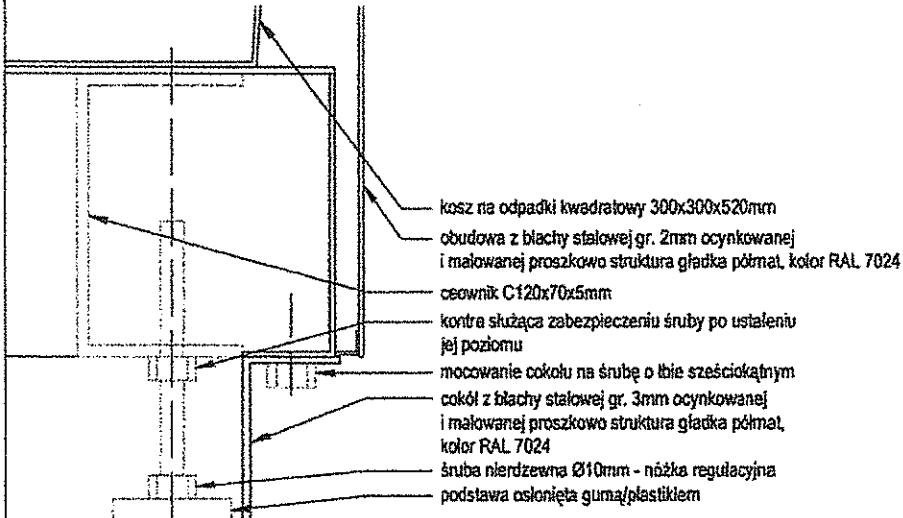 kosz na odpadki kwadratowy 300x300x520mm
obudowa z blachy stalowej gr. 2mm ocynkowanej
i malowanej proszkowo struktura gładka półmat, kolor RAL 7024
ceownik C120x70x5mm
kontra służąca zabezpieczeniu śruby po ustaleniu
jej poziomu
mocowanie cokołu na śrubę o łbie sześciokątnym
cokół z blachy stalowej gr. 3mm ocynkowanej
i malowanej proszkowo struktura gładka półmat,
kolor RAL 7024
śruba nierdzewna Ø10mm - nóżka regulacyjna
podstawa osłonięta gumą/plastikiem